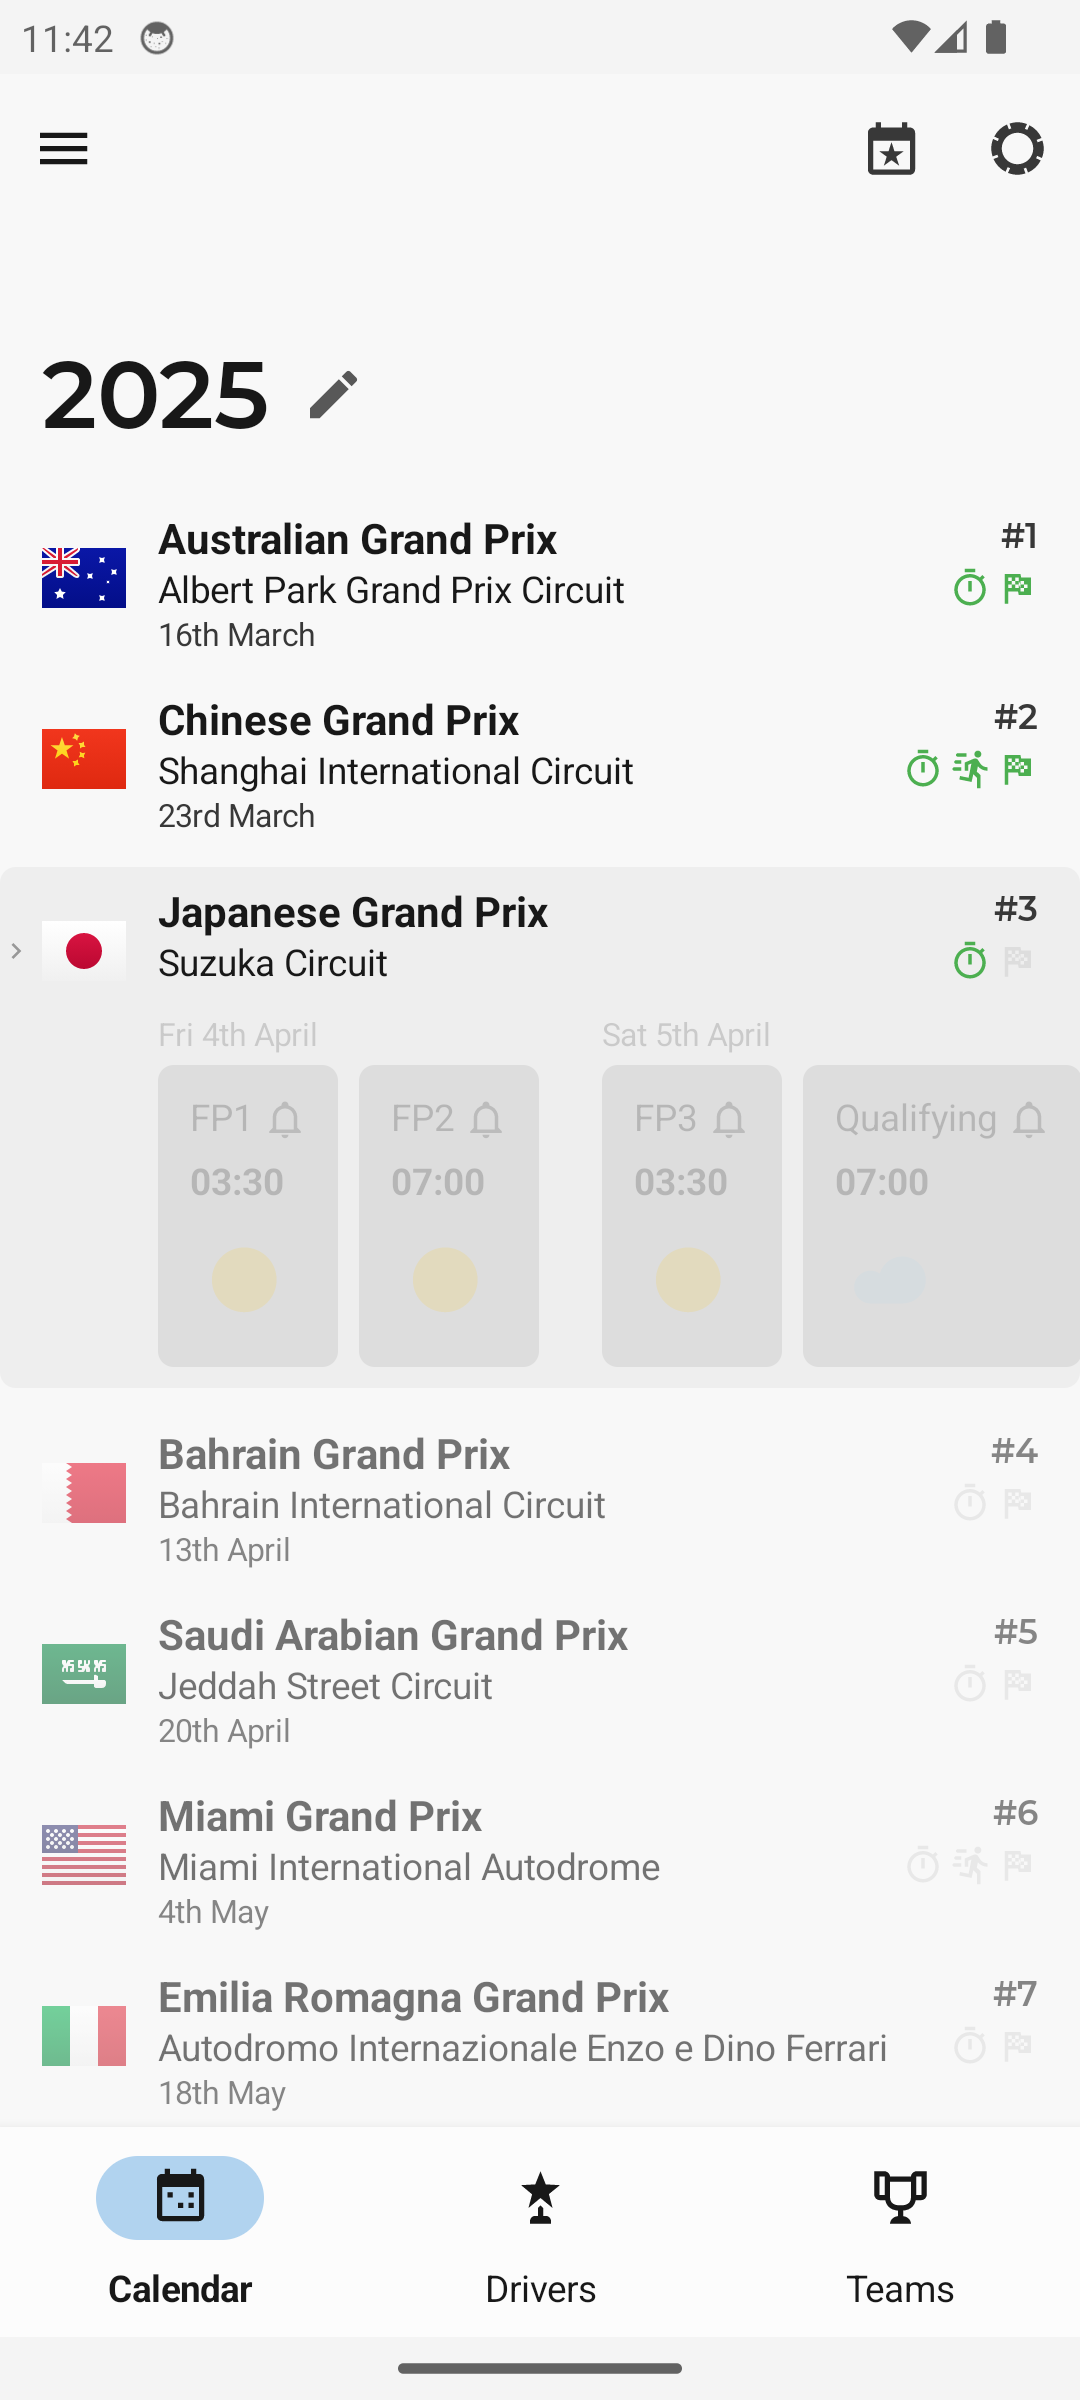 11:42
2025
Australian Grand Prix
#1
Albert Park Grand Prix Circuit
16th March
Chinese Grand Prix
#2
Shanghai International Circuit
23rd March
Japanese Grand Prix
#3
Suzuka Circuit
Fri 4th April
Sat 5th April
FP1
FP2
FP3
Qualifying
03:30
07:00
03:30
07:00
Bahrain Grand Prix
#4
Bahrain International Circuit
13th April
Saudi Arabian Grand Prix
#5
Jeddah Street Circuit
20th April
Miami Grand Prix
#6
Miami International Autodrome
4th May
Emilia Romagna Grand Prix
#7
Autodromo Internazionale Enzo e Dino Ferrari
18th May
Calendar
Drivers
Teams